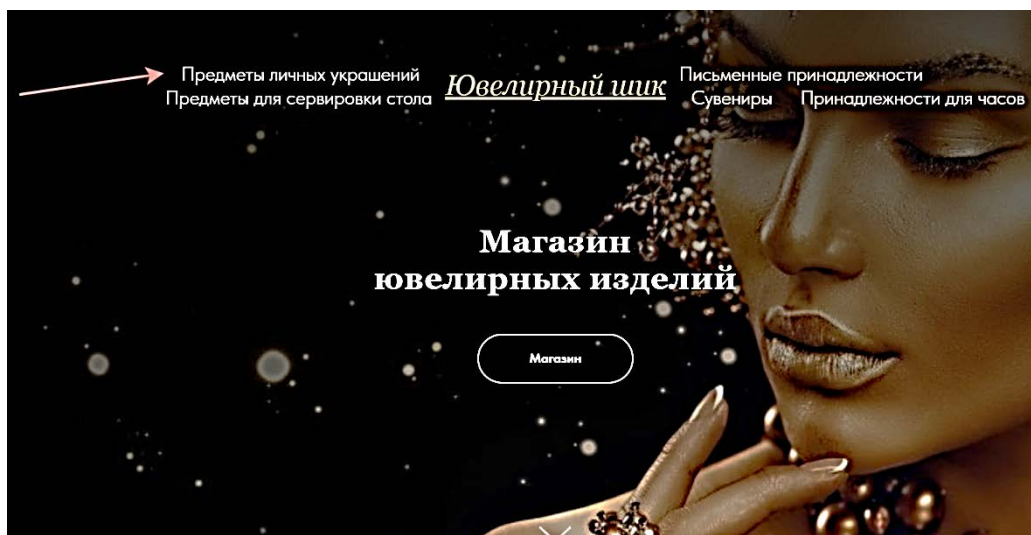 Предметы личных украшений
Предметы для сервировки стола
Ювелирный шик
Письменные принадлежности
Сувениры Принадлежности для часов
Магазин
ювелирных изделий
Магазин